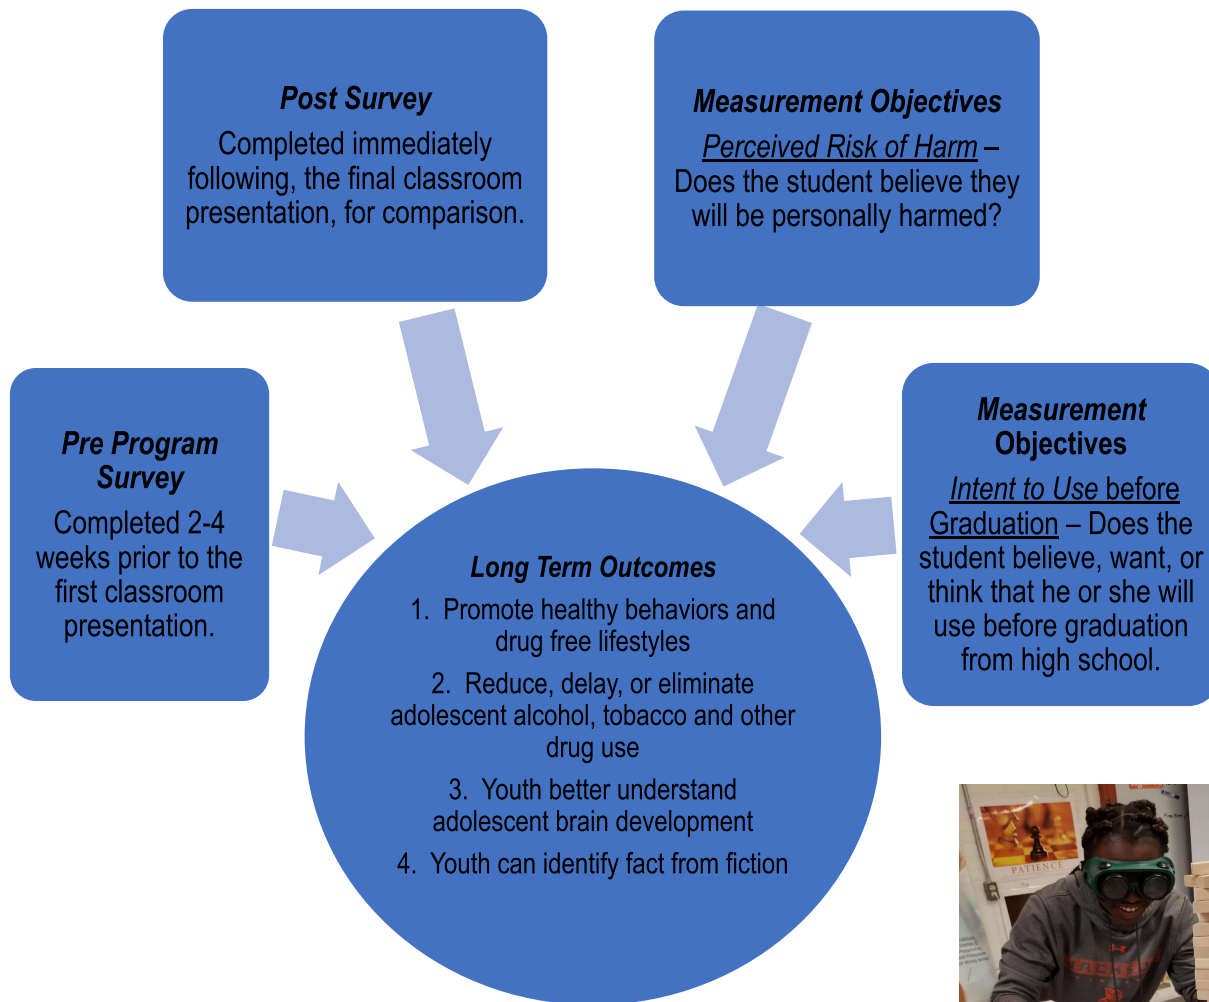 Post Survey
Completed immediately
following, the final classroom
presentation, for comparison.
Measurement Objectives
Perceived Risk of Harm –
Does the student believe they
will be personally harmed?
Pre Program
Survey
Completed 2-4
weeks prior to the
first classroom
presentation.
Measurement
Objectives
Intent to Use before
Graduation – Does the
student believe, want, or
think that he or she will
use before graduation
from high school.
Long Term Outcomes
1. Promote healthy behaviors and
drug free lifestyles
2. Reduce, delay, or eliminate
adolescent alcohol, tobacco and other
drug use
3. Youth better understand
adolescent brain development
4. Youth can identify fact from fiction
PATIENCE